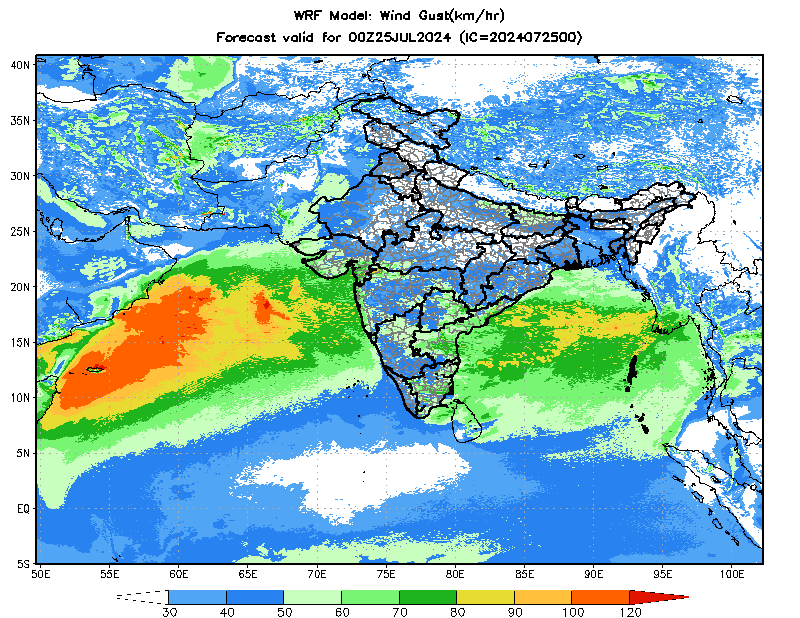 WRF Model: Wind Gust(km/hr)
Forecast valid for 00Z25JUL2024 (IC=2024072500)
40N
35N
30N
25N
20N
15N
10N
5N
EQ
5S
50E 55E 60E 65E 70E 75E 80E 85E 90E 95E 100E
30 40 50 60 70 80 90 100 120